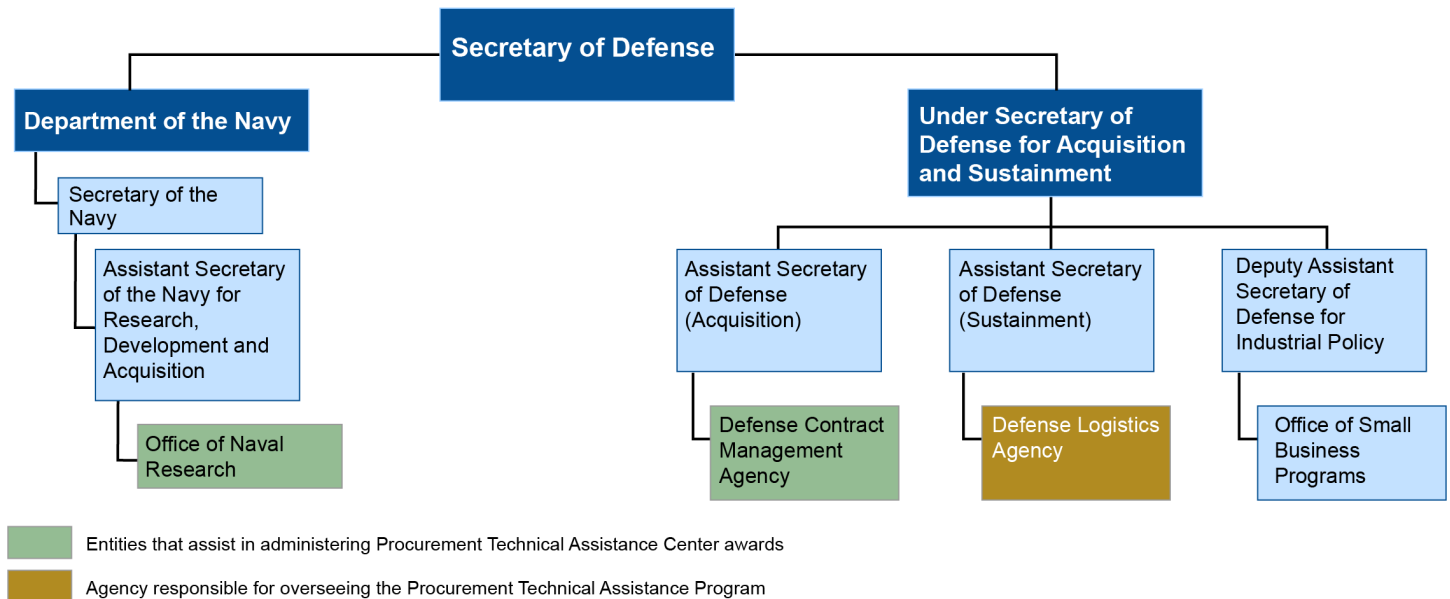 Secretary of Defense
Department of the Navy
Under Secretary of
Defense for Acquisition
and Sustainment
Secretary of the
Navy
Assistant Secretary
of the Navy for
Research,
Development and
Acquisition
Office of Naval
Research
Assistant Secretary
of Defense
(Acquisition)
Assistant Secretary
of Defense
(Sustainment)
Deputy Assistant
Secretary of
Defense for
Industrial Policy
Defense Contract
Management
Agency
Defense Logistics
Agency
Office of Small
Business
Programs
Entities that assist in administering Procurement Technical Assistance Center awards
Agency responsible for overseeing the Procurement Technical Assistance Program